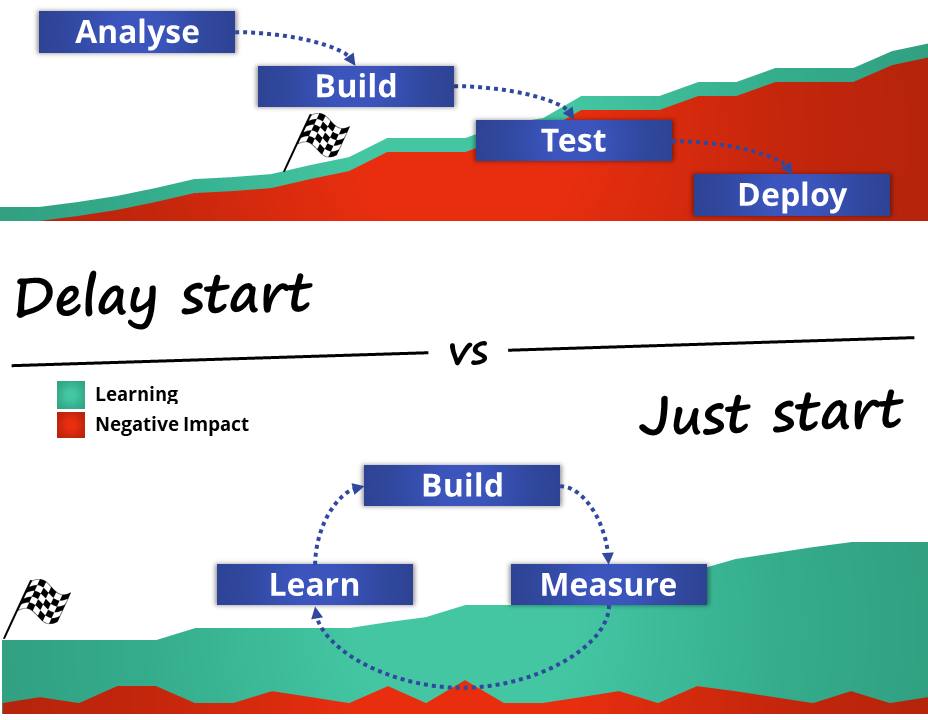 Analyse
Build
Test
Deploy
Delay start
vs
Learning
Negative Impact
Just start
Build
Learn
Measure